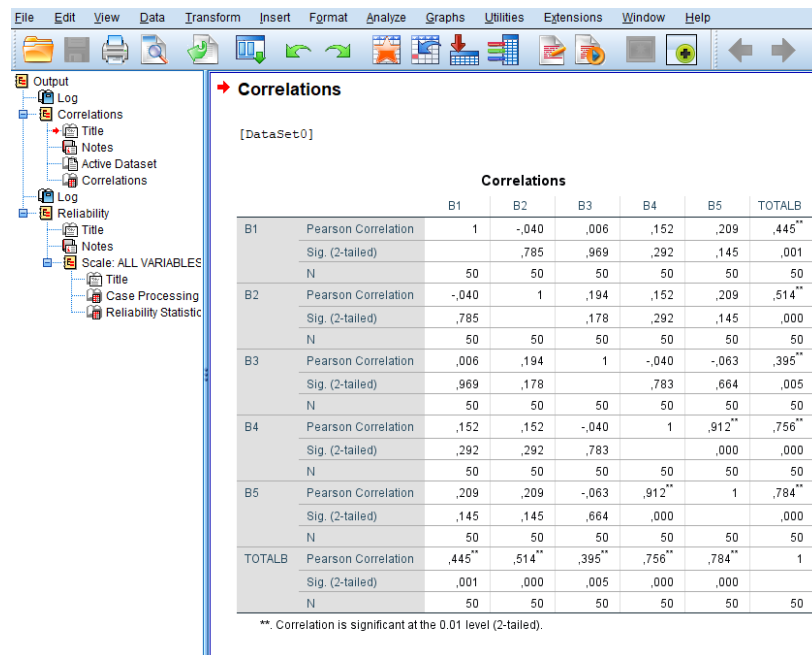 File Edit View Data Transform Insert Format Analyze Graphs Utilities Extensions Window Help
Output
Log
Correlations
Title
Notes
Active Dataset
Correlations
Log
Reliability
Title
Notes
Scale: ALL VARIABLES
Title
Case Processing
Reliability Statistic
Correlations
[DataSet0]
Correlations
B1 B2 B3 B4 B5 TOTALB
B1 Pearson Correlation 1 -,040 ,006 ,152 ,209 ,445**
Sig. (2-tailed) ,785 ,969 ,292 ,145 ,001
N 50 50 50 50 50 50
B2 Pearson Correlation -,040 1 ,194 ,152 ,209 ,514**
Sig. (2-tailed) ,785 ,178 ,292 ,145 ,000
N 50 50 50 50 50 50
B3 Pearson Correlation ,006 ,194 1 -,040 -,063 ,395**
Sig. (2-tailed) ,969 ,178 ,783 ,664 ,005
N 50 50 50 50 50 50
B4 Pearson Correlation ,152 ,152 -,040 1 ,912** ,756**
Sig. (2-tailed) ,292 ,292 ,783 ,000 ,000
N 50 50 50 50 50 50
B5 Pearson Correlation ,209 ,209 -,063 ,912** 1 ,784**
Sig. (2-tailed) ,145 ,145 ,664 ,000 ,000
N 50 50 50 50 50 50
TOTALB Pearson Correlation ,445** ,514** ,395** ,756** ,784** 1
Sig. (2-tailed) ,001 ,000 ,005 ,000 ,000
N 50 50 50 50 50 50
**. Correlation is significant at the 0.01 level (2-tailed).